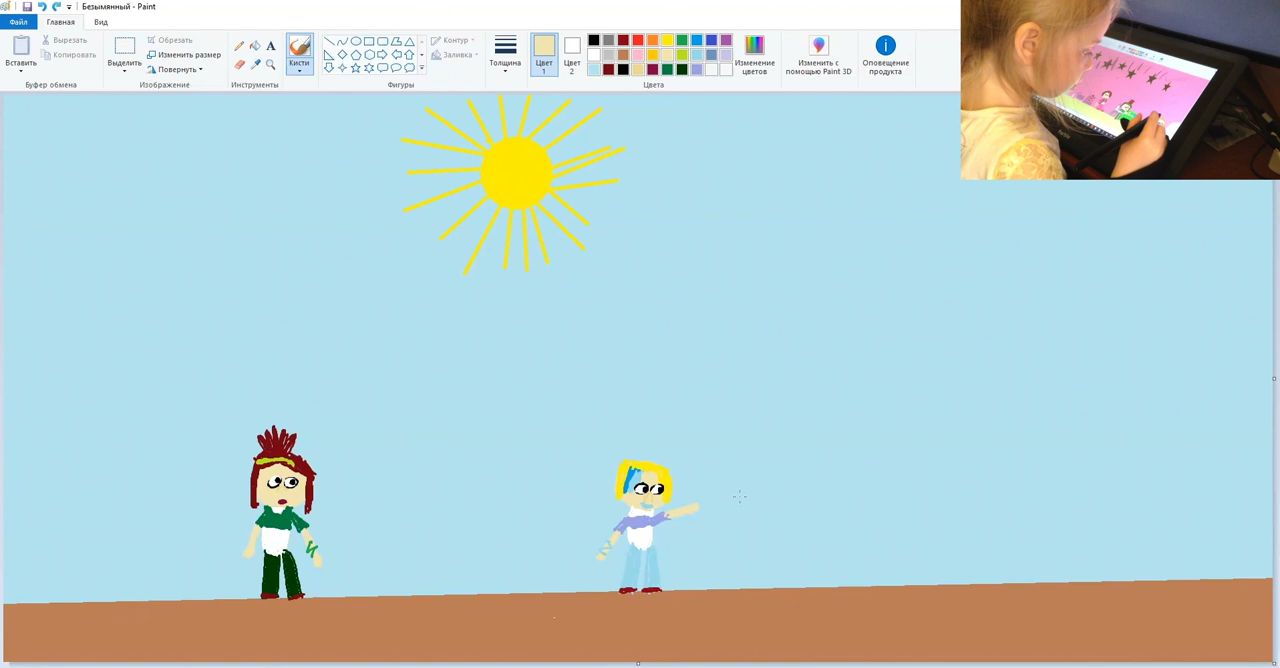 Безымянный - Paint
Файл Главная Вид
Вставить
Вырезать
Копировать
Буфер обмена
Выделить
Обрезать
Изменить размер
Повернуть
Изображение
A
Инструменты
Кисти
Контур
Заливка
Фигуры
Толщина
Цвет 1
Цвет 2
Изменение цветов
Цвета
Изменить с помощью Paint 3D
Оповещение продукта